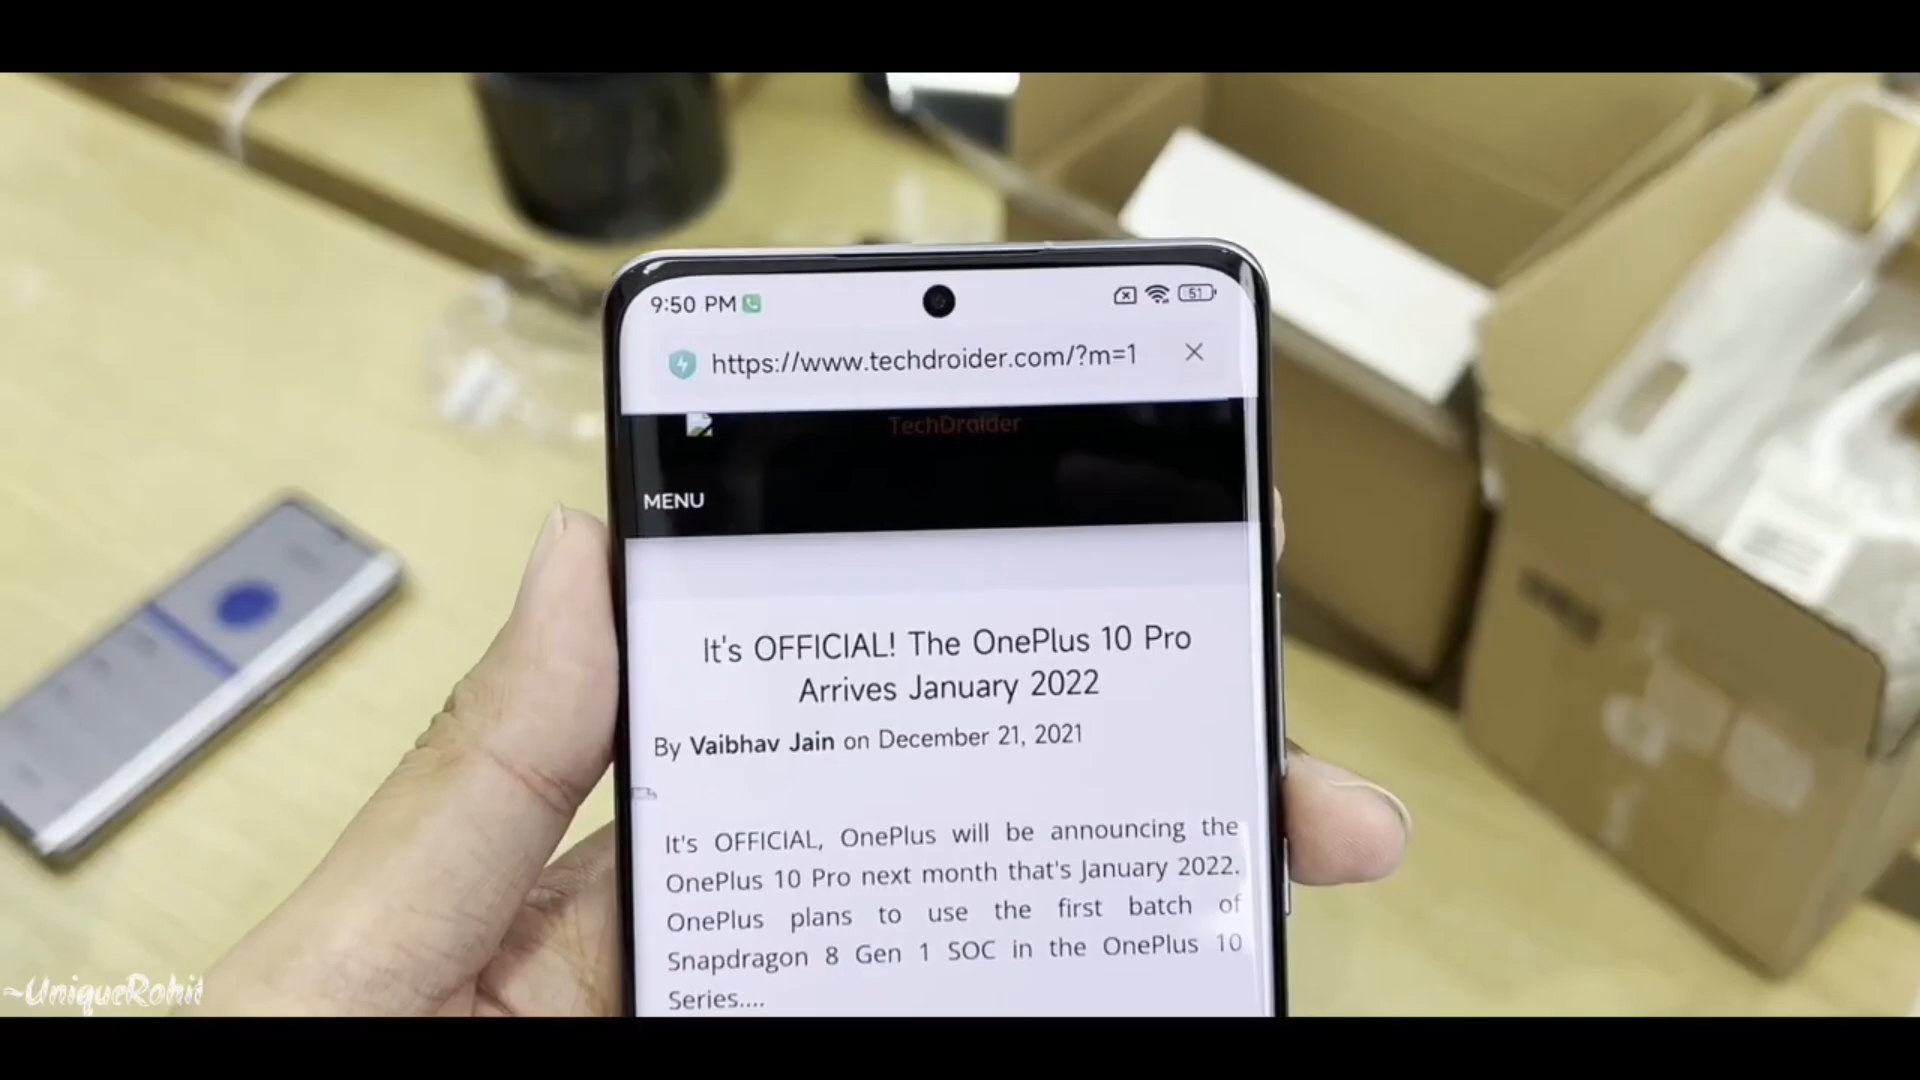 9:50 PM
51
https://www.techdroider.com/?m=1
TechDroider
MENU
It's OFFICIAL! The OnePlus 10 Pro
Arrives January 2022
By Vaibhav Jain on December 21, 2021
It's OFFICIAL, OnePlus will be announcing the
OnePlus 10 Pro next month that's January 2022.
OnePlus plans to use the first batch of
Snapdragon 8 Gen 1 SOC in the OnePlus 10
Series....
~UniqueRohit